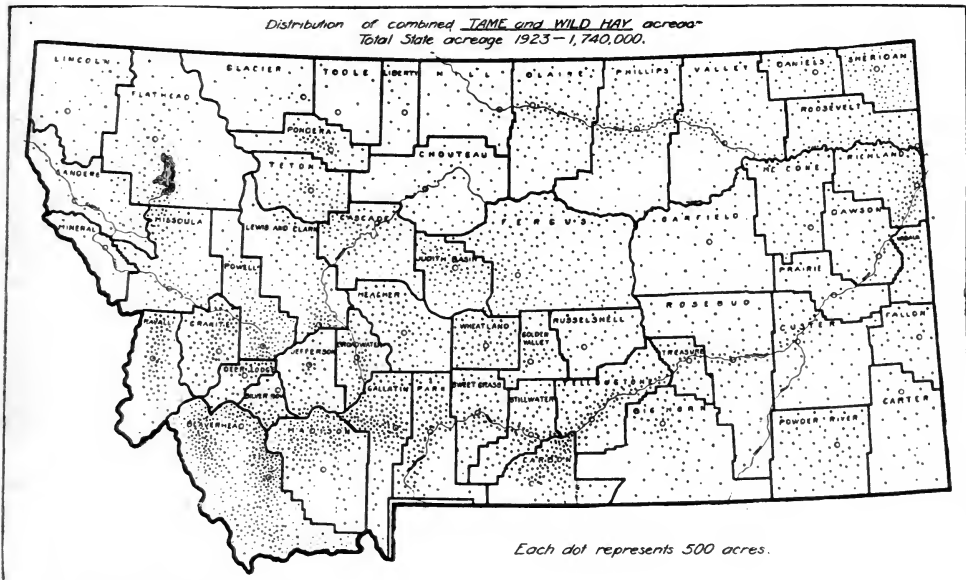 Distribution of combined TAME and WILD HAY acreage-
Total State acreage 1923 - 1,740,000.
LINCOLN
GLACIER
TOOLE
LIBERTY
BLAINE
PHILLIPS
VALLEY
DANIELS
SHERIDAN
FLATHEAD
ROOSEVELT
PONDERA
CHOUTEAU
TETON
SANDERS
RICHLAND
MC CONE
MISSOULA
LEWIS AND CLARK
CASCADE
FERGUS
GARFIELD
DAWSON
MINERAL
JUDITH BASIN
WIBAUX
POWELL
PRAIRIE
MEAGHER
ROSEBUD
RAVALLI
GRANITE
WHEATLAND
GOLDEN
VALLEY
RUSSELSHELL
CUSTER
FALLON
JEFFERSON
BROADWATER
TREASURE
DEER LODGE
GALLATIN
PARK
SWEET GRASS
YELLOWSTONE
SILVER BOW
STILLWATER
BIG HORN
CARTER
BEAVERHEAD
MADISON
POWDER RIVER
CARBON
Each dot represents 500 acres.